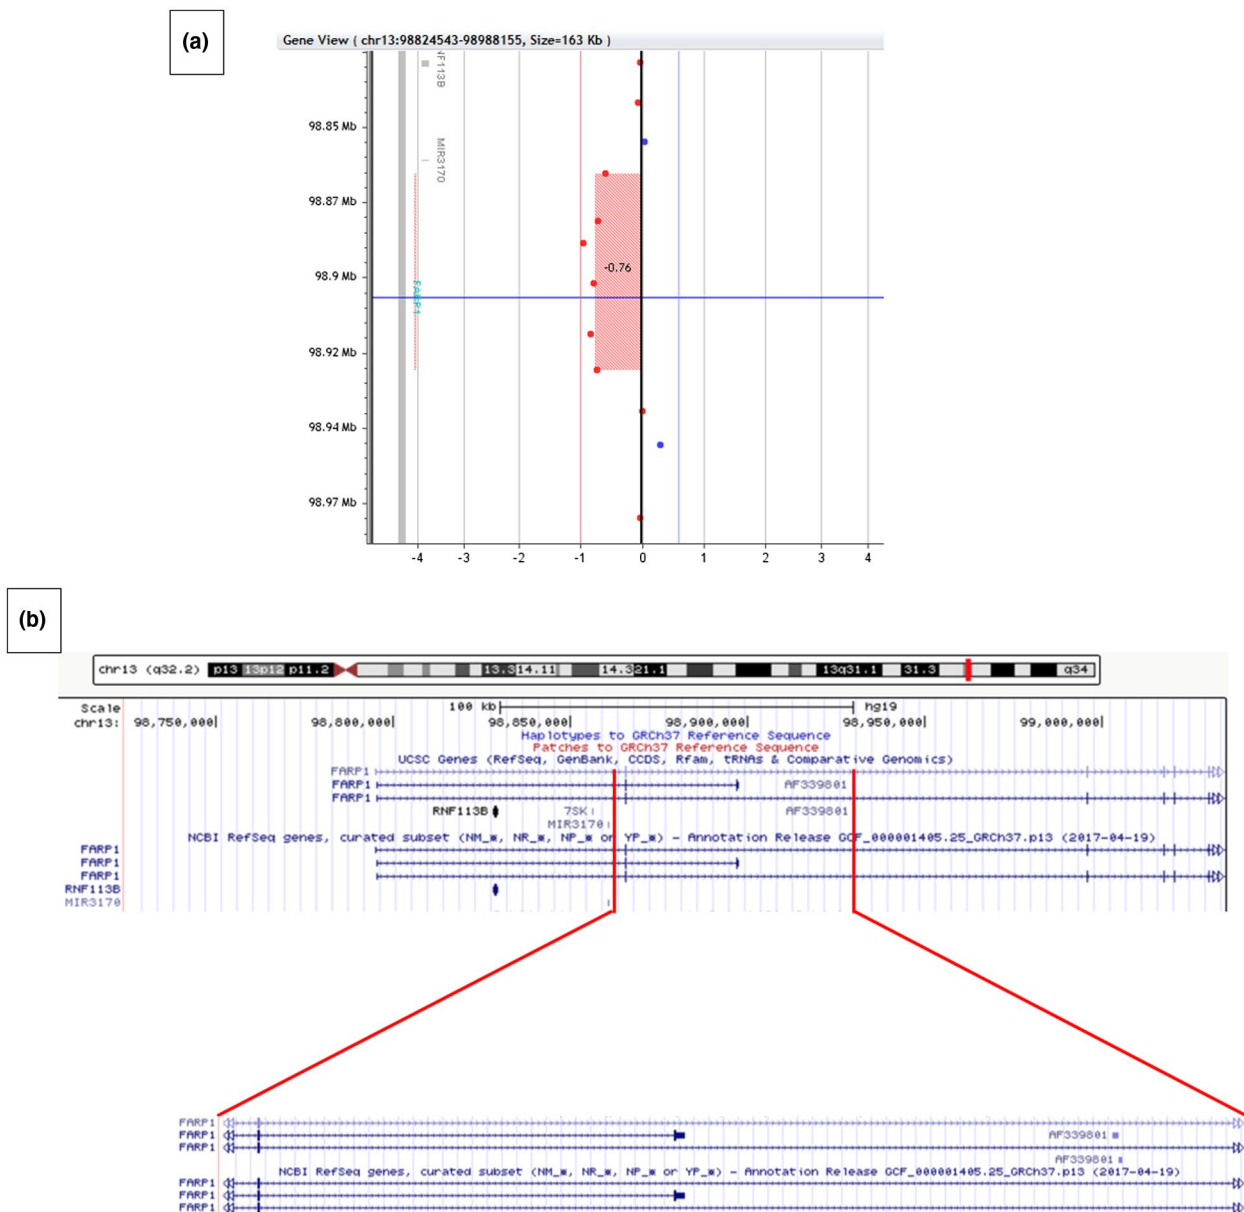 (a)
Gene View ( chr13:98824543-98988155, Size=163 Kb )
MIR3170
98.85 Mb
98.87 Mb
98.9 Mb
-0.76
FARP1
98.92 Mb
98.94 Mb
98.97 Mb
-4 -3 -2 -1 0 1 2 3 4
(b)
chr13 (q32.2) p13 13p12 p11.2 13.3 14.11 14.3 21.1 13q31.1 31.3 q34
Scale 100 kb hg19
chr13: 98,750,000 98,800,000 98,850,000 98,900,000 98,950,000 99,000,000
Haplotypes to GRCh37 Reference Sequence
Patches to GRCh37 Reference Sequence
UCSC Genes (RefSeq, GenBank, CCDS, Rfam, tRNAs & Comparative Genomics)
FARP1
FARP1 AF339801
FARP1
RNF113B 7SK AF339801
MIR3170
NCBI RefSeq genes, curated subset (NM_*, NR_*, NP_* or YP_*) - Annotation Release GCF_000001405.25_GRCh37.p13 (2017-04-19)
FARP1
FARP1
FARP1
RNF113B
MIR3170
FARP1
FARP1 AF339801
FARP1
AF339801
NCBI RefSeq genes, curated subset (NM_*, NR_*, NP_* or YP_*) - Annotation Release GCF_000001405.25_GRCh37.p13 (2017-04-19)
FARP1
FARP1
FARP1